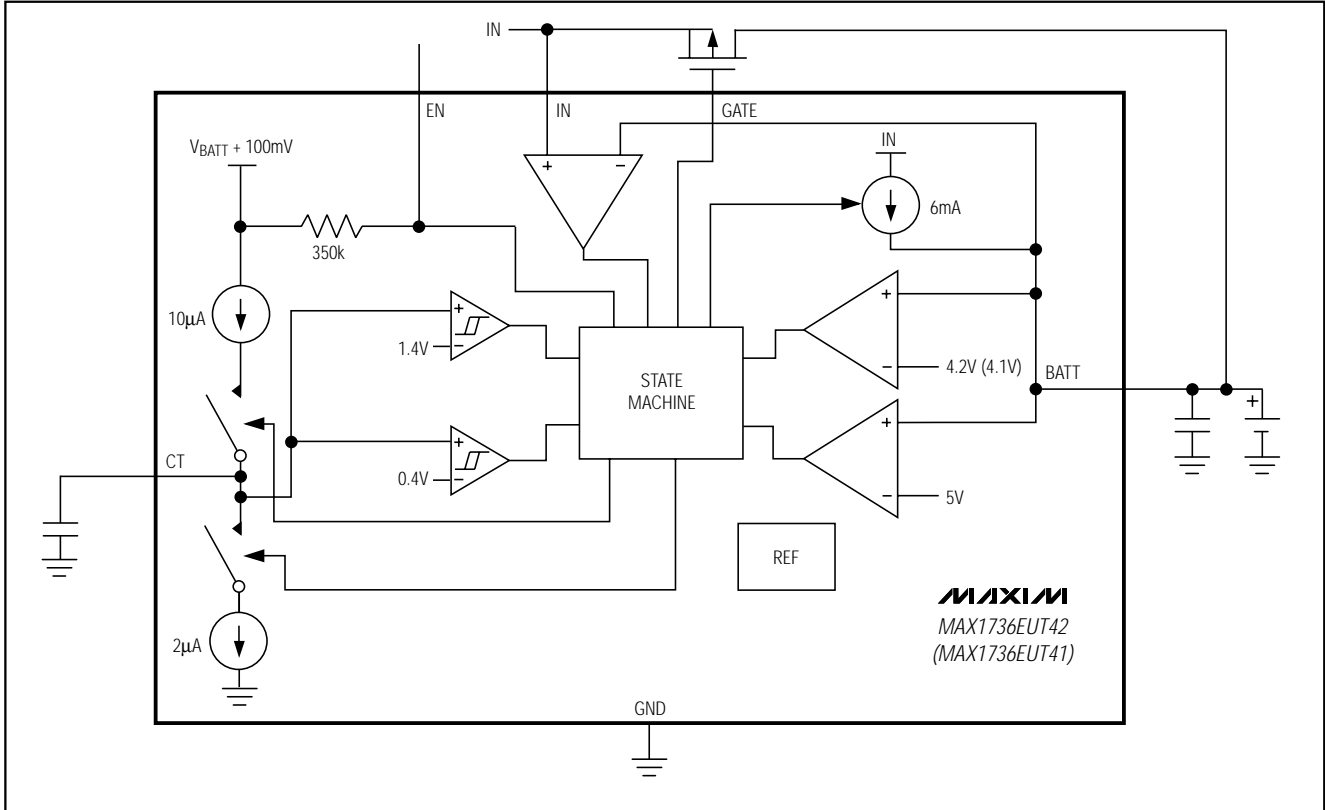 IN
EN
IN
GATE
V_BATT + 100mV
IN
+
−
6mA
350k
10µA
+
1.4V
−
STATE
MACHINE
+
−
4.2V (4.1V)
BATT
+
CT
+
0.4V
−
+
−
5V
REF
2µA
MAXIM
MAX1736EUT42
(MAX1736EUT41)
GND